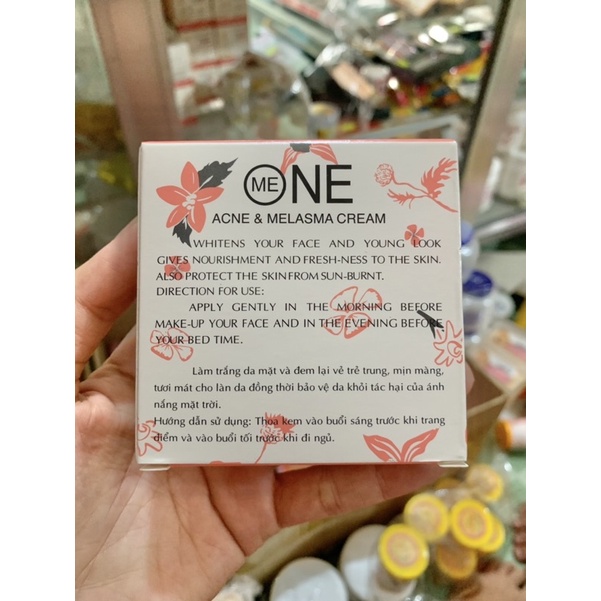 ME ONE
ACNE & MELASMA CREAM
WHITENS YOUR FACE AND YOUNG LOOK
GIVES NOURISHMENT AND FRESH-NESS TO THE SKIN.
ALSO PROTECT THE SKIN FROM SUN-BURNT.
DIRECTION FOR USE:
APPLY GENTLY IN THE MORNING BEFORE
MAKE-UP YOUR FACE AND IN THE EVENING BEFORE
YOUR BED TIME.
Làm trắng da mặt và đem lại vẻ trẻ trung, mịn màng,
tươi mát cho làn da đồng thời bảo vệ da khỏi tác hại của ánh
nắng mặt trời.
Hướng dẫn sử dụng: Thoa kem vào buổi sáng trước khi trang
điểm và vào buổi tối trước khi đi ngủ.